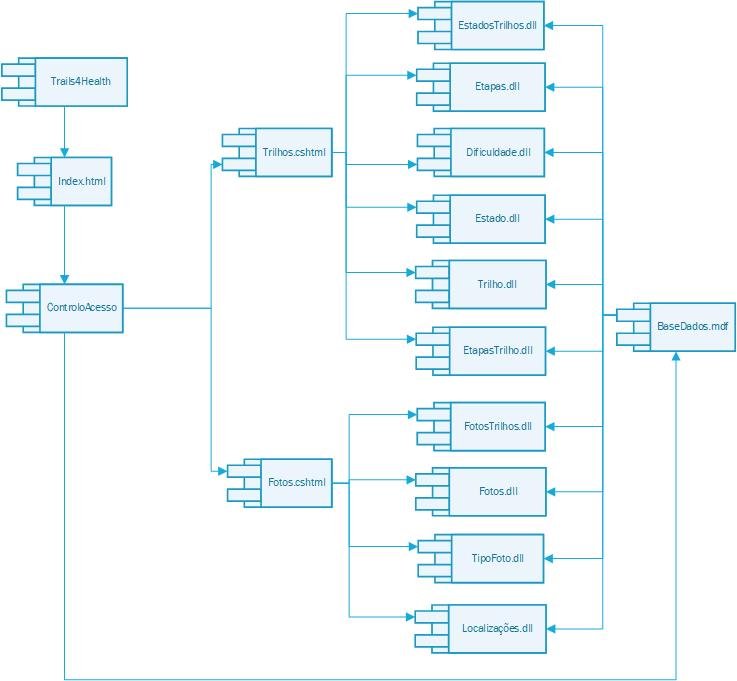 EstadosTrilhos.dll
Trails4Health
Etapas.dll
Trilhos.cshtml
Dificuldade.dll
Index.html
Estado.dll
Trilho.dll
ControloAcesso
BaseDados.mdf
EtapasTrilho.dll
FotosTrilhos.dll
Fotos.cshtml
Fotos.dll
TipoFoto.dll
Localizações.dll